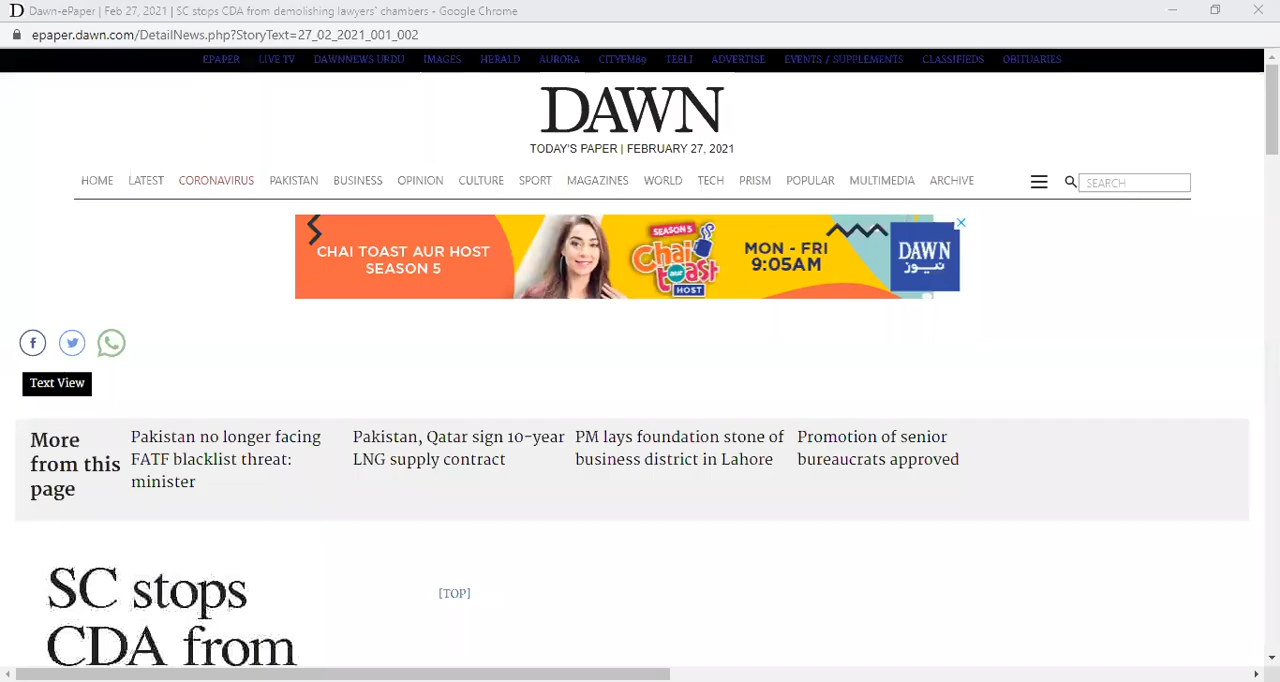 D Dawn-ePaper | Feb 27, 2021 | SC stops CDA from demolishing lawyers` chambers - Google Chrome
epaper.dawn.com/DetailNews.php?StoryText=27_02_2021_001_002
EPAPER LIVE TV DAWNNEWS URDU IMAGES HERALD AURORA CITYFM89 TEELI ADVERTISE EVENTS / SUPPLEMENTS CLASSIFIEDS OBITUARIES
DAWN
TODAY'S PAPER | FEBRUARY 27, 2021
HOME LATEST CORONAVIRUS PAKISTAN BUSINESS OPINION CULTURE SPORT MAGAZINES WORLD TECH PRISM POPULAR MULTIMEDIA ARCHIVE SEARCH
CHAI TOAST AUR HOST
SEASON 5
SEASON 5
Chai
aur
Toast
HOST
MON - FRI
9:05AM
DAWN
نیوز
Text View
More
from this
page
Pakistan no longer facing
FATF blacklist threat:
minister
Pakistan, Qatar sign 10-year
LNG supply contract
PM lays foundation stone of
business district in Lahore
Promotion of senior
bureaucrats approved
SC stops
CDA from
[TOP]